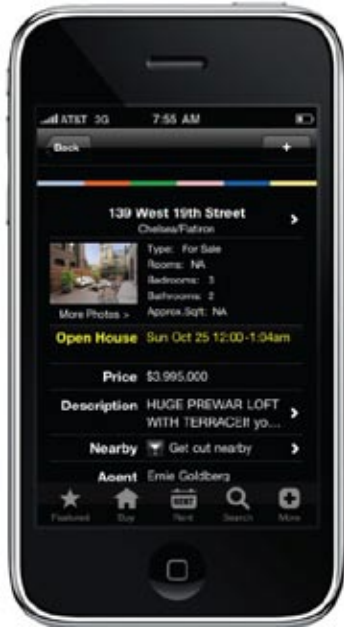 AT&T 3G 7:55 AM
Back +
139 West 19th Street
Chelsea/Flatiron
Type: For Sale
Rooms: NA
Bedrooms: 3
Bathrooms: 2
Approx.Sqft: NA
More Photos >
Open House Sun Oct 25 12:00-1:04am
Price $3,995,000
Description HUGE PREWAR LOFT
WITH TERRACE!! yo...
Nearby Get out nearby
Agent Ernie Goldberg
Featured Buy Rent Search More